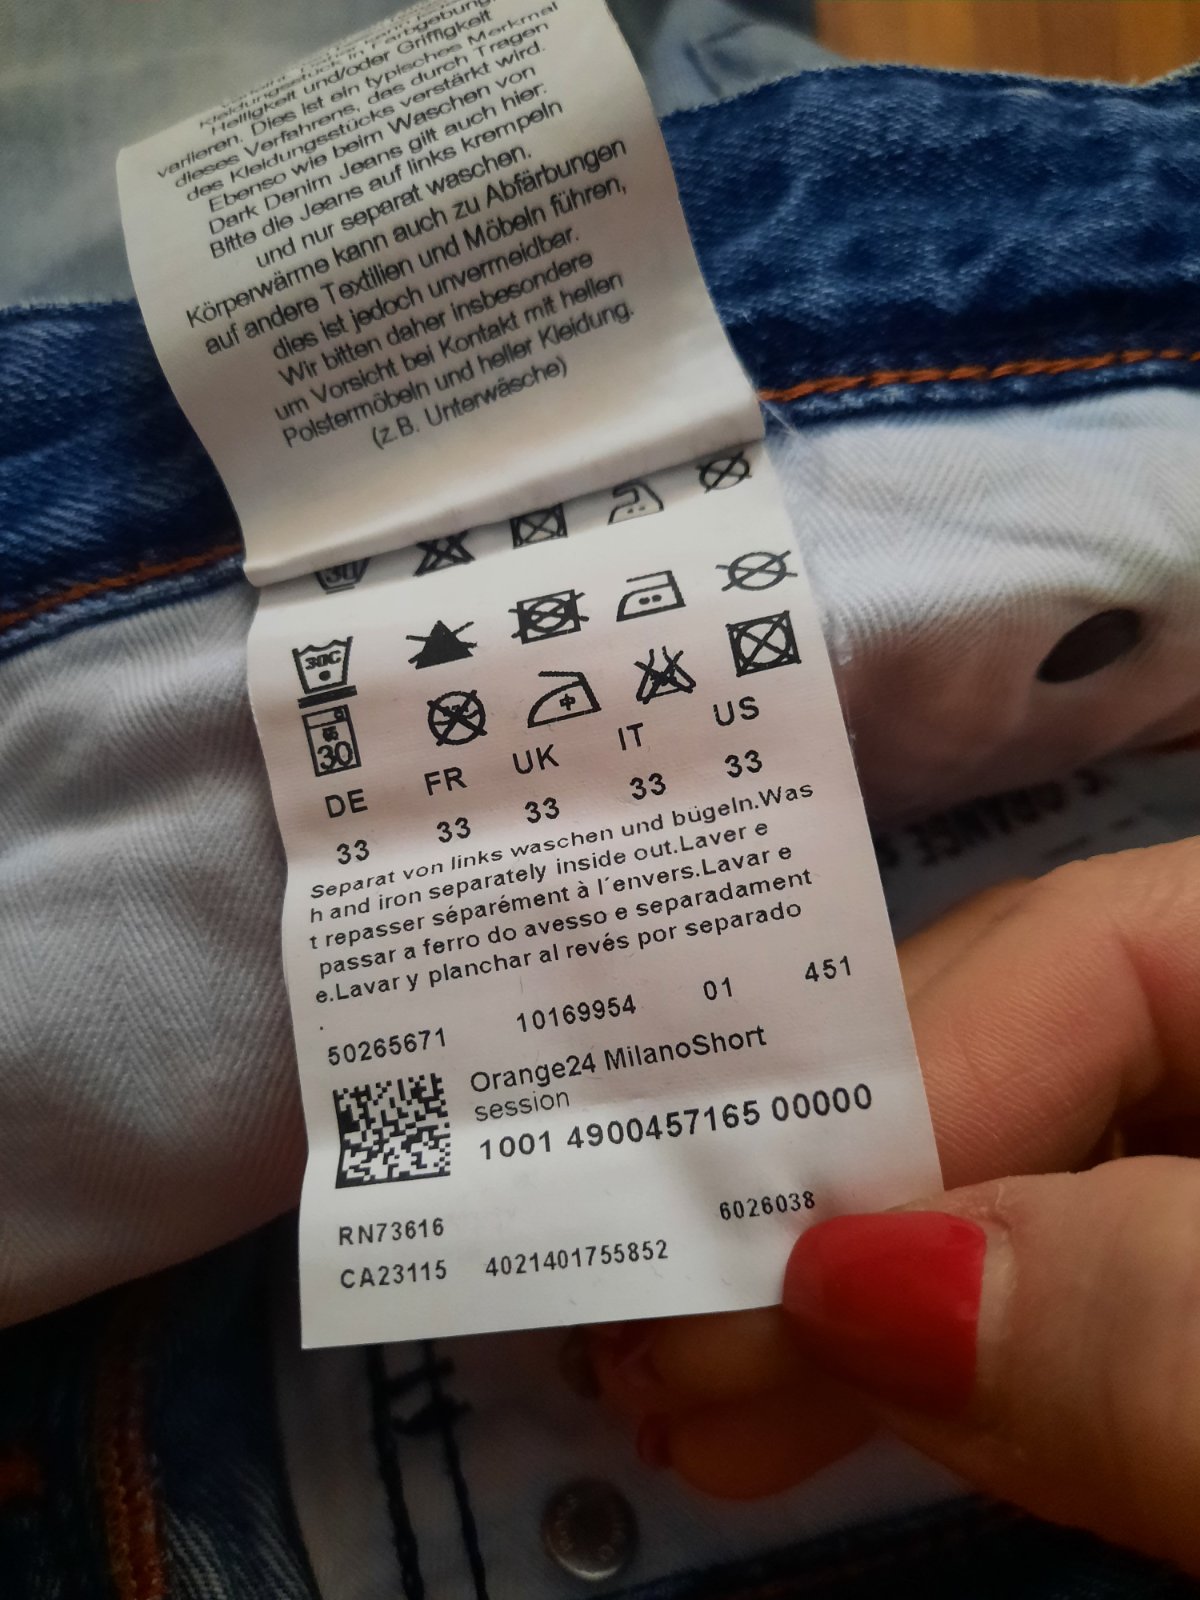 Kleidungsstück in Farbgebung,
Helligkeit und/oder Griffigkeit
variieren. Dies ist ein typisches Merkmal
dieses Verfahrens, das durch Tragen
des Kleidungsstücks verstärkt wird.
Ebenso wie beim Waschen von
Dark Denim Jeans gilt auch hier:
Bitte die Jeans auf links krempeln
und nur separat waschen.
Körperwärme kann auch zu Abfärbungen
auf andere Textilien und Möbeln führen,
dies ist jedoch unvermeidbar.
Wir bitten daher insbesondere
um Vorsicht bei Kontakt mit hellen
Polstermöbeln und heller Kleidung.
(z.B. Unterwäsche)
30
30C
30
DE FR UK IT US
33 33 33 33 33
Separat von links waschen und bügeln.Was
h and iron separately inside out.Laver e
t repasser séparément à l´envers.Lavar e
passar a ferro do avesso e separadament
e.Lavar y planchar al revés por separado
.
50265671 10169954 01 451
Orange24 MilanoShort
session
1001 4900457165 00000
RN73616 6026038
CA23115 4021401755852